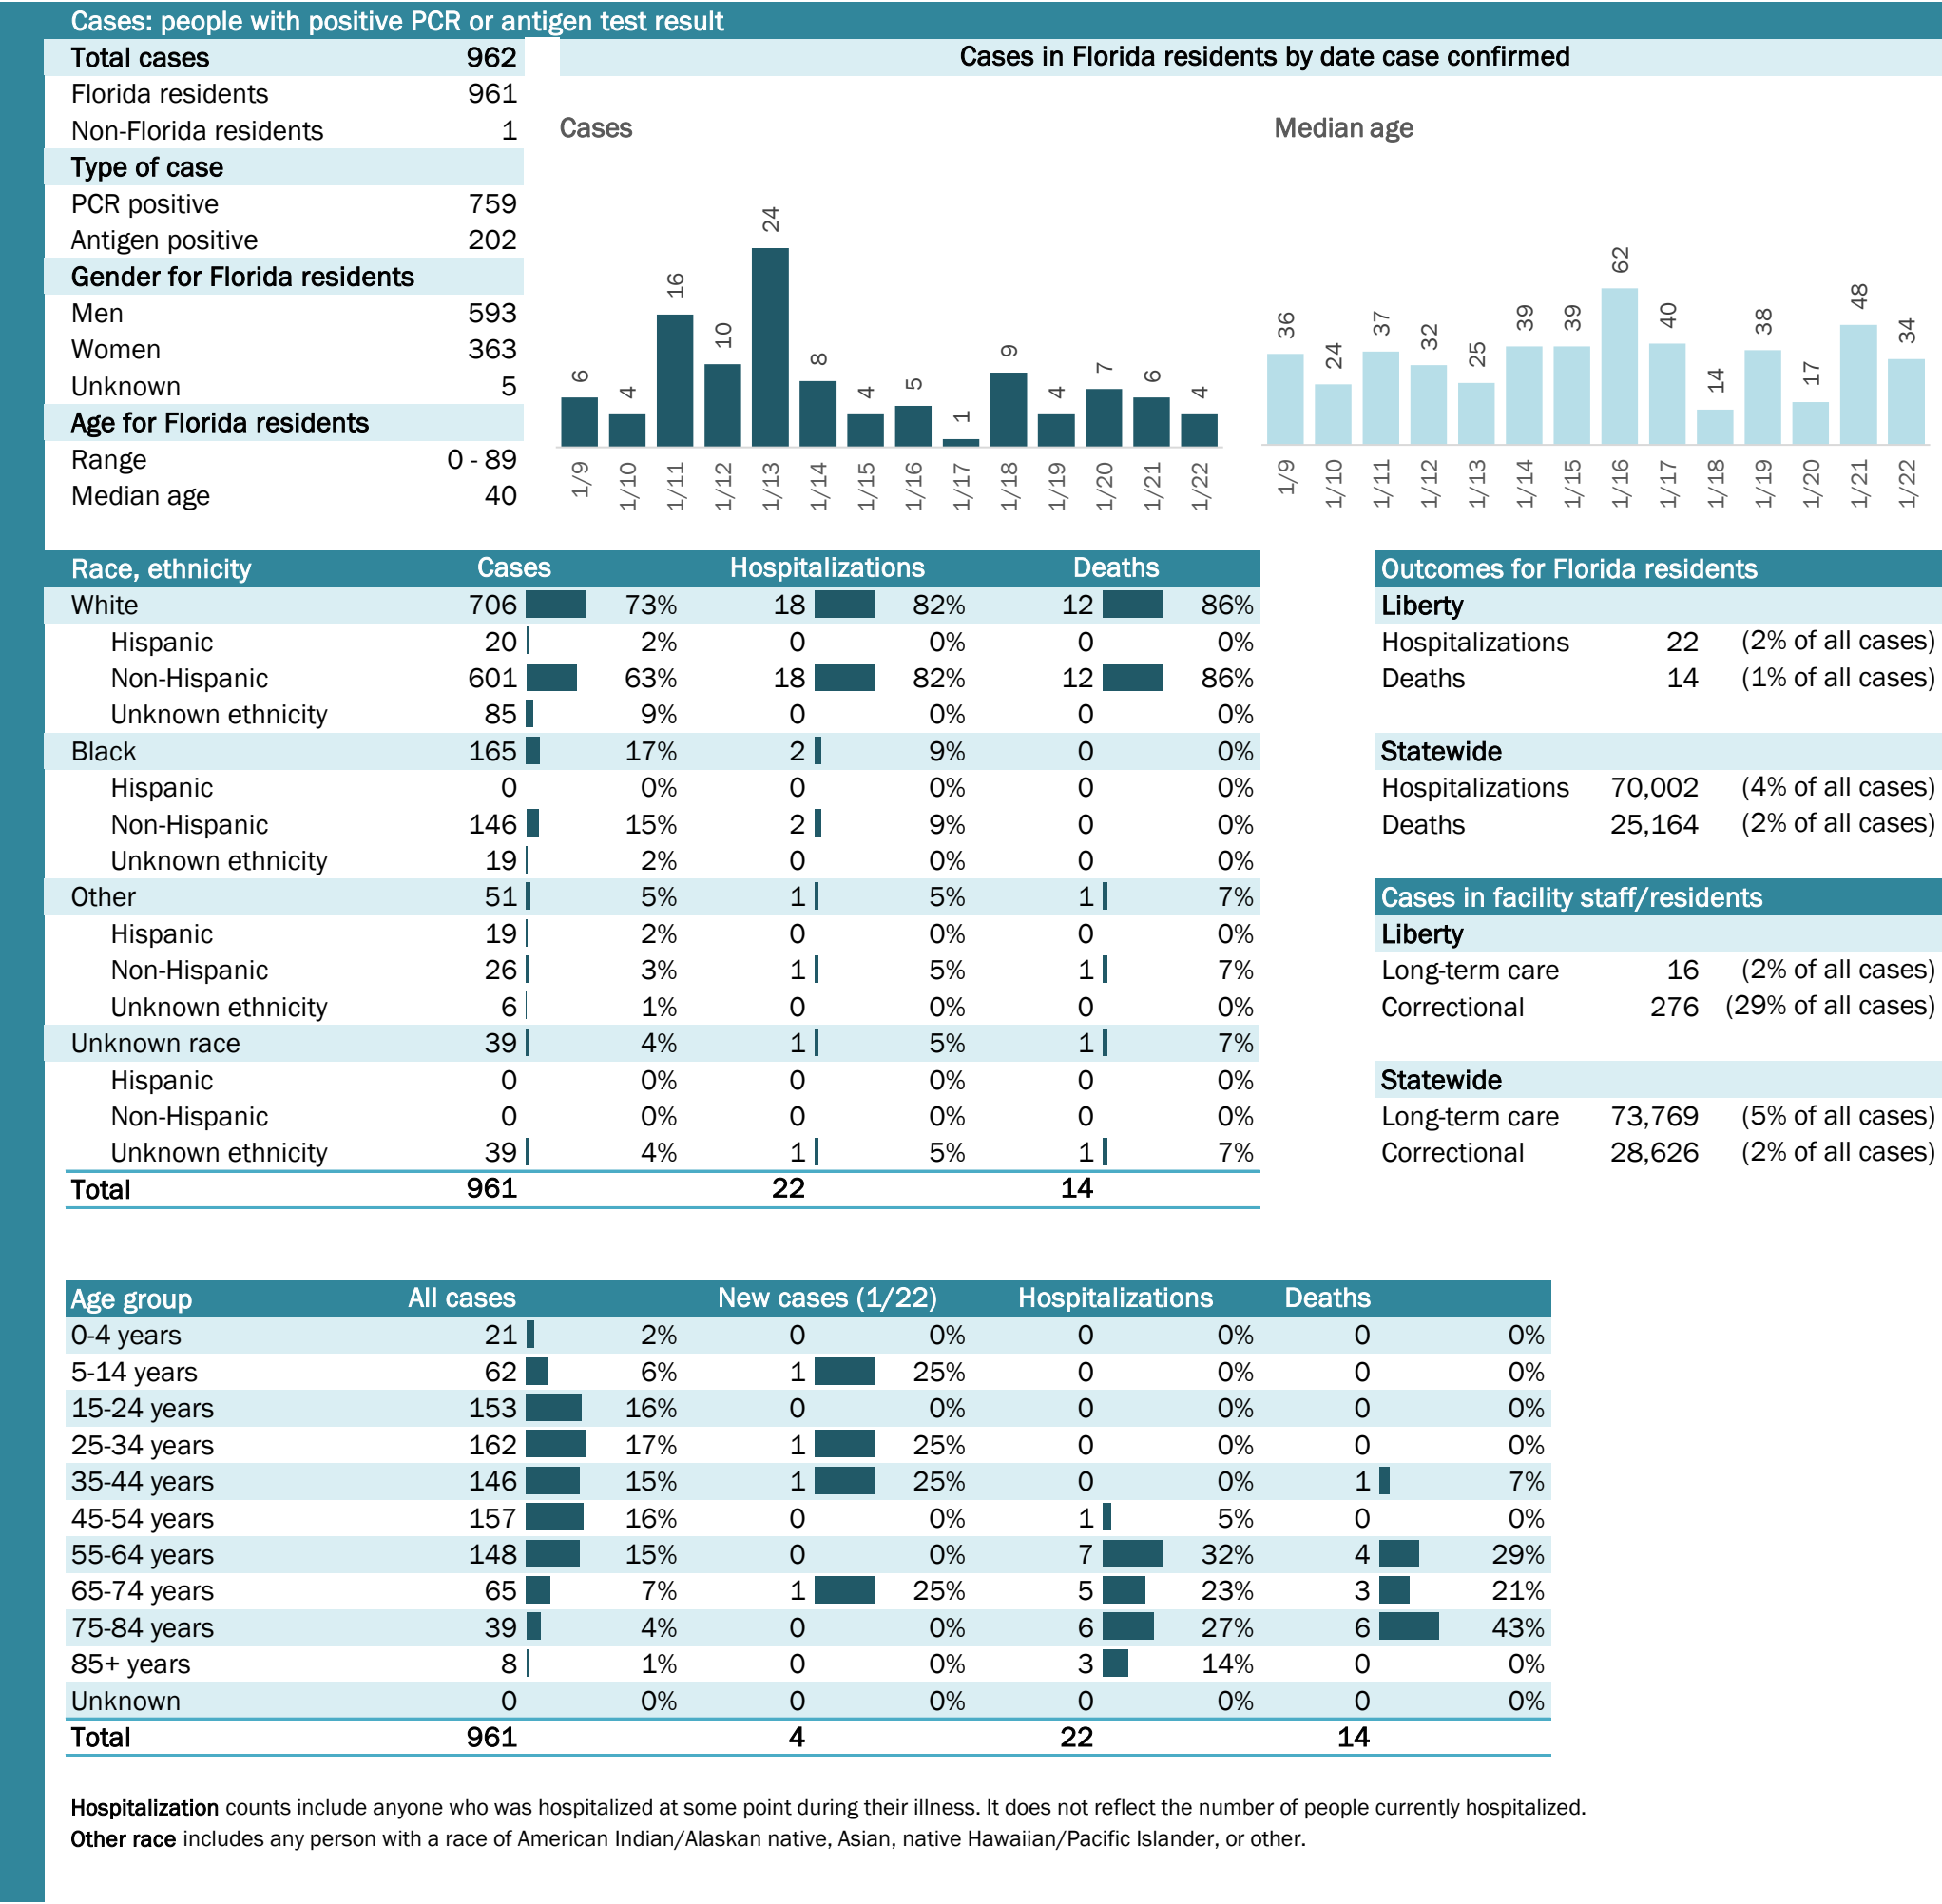 Cases: people with positive PCR or antigen test result
Total cases 962
Florida residents 961
Non-Florida residents 1
Type of case
PCR positive 759
Antigen positive 202
Gender for Florida residents
Men 593
Women 363
Unknown 5
Age for Florida residents
Range 0 - 89
Median age 40
Cases in Florida residents by date case confirmed
Cases
6 4 16 10 24 8 4 5 1 9 4 7 6 4
1/9 1/10 1/11 1/12 1/13 1/14 1/15 1/16 1/17 1/18 1/19 1/20 1/21 1/22
Median age
36 24 37 32 25 39 39 62 40 14 38 17 48 34
1/9 1/10 1/11 1/12 1/13 1/14 1/15 1/16 1/17 1/18 1/19 1/20 1/21 1/22
Race, ethnicity Cases Hospitalizations Deaths
White 706 73% 18 82% 12 86%
Hispanic 20 2% 0 0% 0 0%
Non-Hispanic 601 63% 18 82% 12 86%
Unknown ethnicity 85 9% 0 0% 0 0%
Black 165 17% 2 9% 0 0%
Hispanic 0 0% 0 0% 0 0%
Non-Hispanic 146 15% 2 9% 0 0%
Unknown ethnicity 19 2% 0 0% 0 0%
Other 51 5% 1 5% 1 7%
Hispanic 19 2% 0 0% 0 0%
Non-Hispanic 26 3% 1 5% 1 7%
Unknown ethnicity 6 1% 0 0% 0 0%
Unknown race 39 4% 1 5% 1 7%
Hispanic 0 0% 0 0% 0 0%
Non-Hispanic 0 0% 0 0% 0 0%
Unknown ethnicity 39 4% 1 5% 1 7%
Total 961 22 14
Outcomes for Florida residents
Liberty
Hospitalizations 22 (2% of all cases)
Deaths 14 (1% of all cases)
Statewide
Hospitalizations 70,002 (4% of all cases)
Deaths 25,164 (2% of all cases)
Cases in facility staff/residents
Liberty
Long-term care 16 (2% of all cases)
Correctional 276 (29% of all cases)
Statewide
Long-term care 73,769 (5% of all cases)
Correctional 28,626 (2% of all cases)
Age group All cases New cases (1/22) Hospitalizations Deaths
0-4 years 21 2% 0 0% 0 0% 0 0%
5-14 years 62 6% 1 25% 0 0% 0 0%
15-24 years 153 16% 0 0% 0 0% 0 0%
25-34 years 162 17% 1 25% 0 0% 0 0%
35-44 years 146 15% 1 25% 0 0% 1 7%
45-54 years 157 16% 0 0% 1 5% 0 0%
55-64 years 148 15% 0 0% 7 32% 4 29%
65-74 years 65 7% 1 25% 5 23% 3 21%
75-84 years 39 4% 0 0% 6 27% 6 43%
85+ years 8 1% 0 0% 3 14% 0 0%
Unknown 0 0% 0 0% 0 0% 0 0%
Total 961 4 22 14
Hospitalization counts include anyone who was hospitalized at some point during their illness. It does not reflect the number of people currently hospitalized.
Other race includes any person with a race of American Indian/Alaskan native, Asian, native Hawaiian/Pacific Islander, or other.